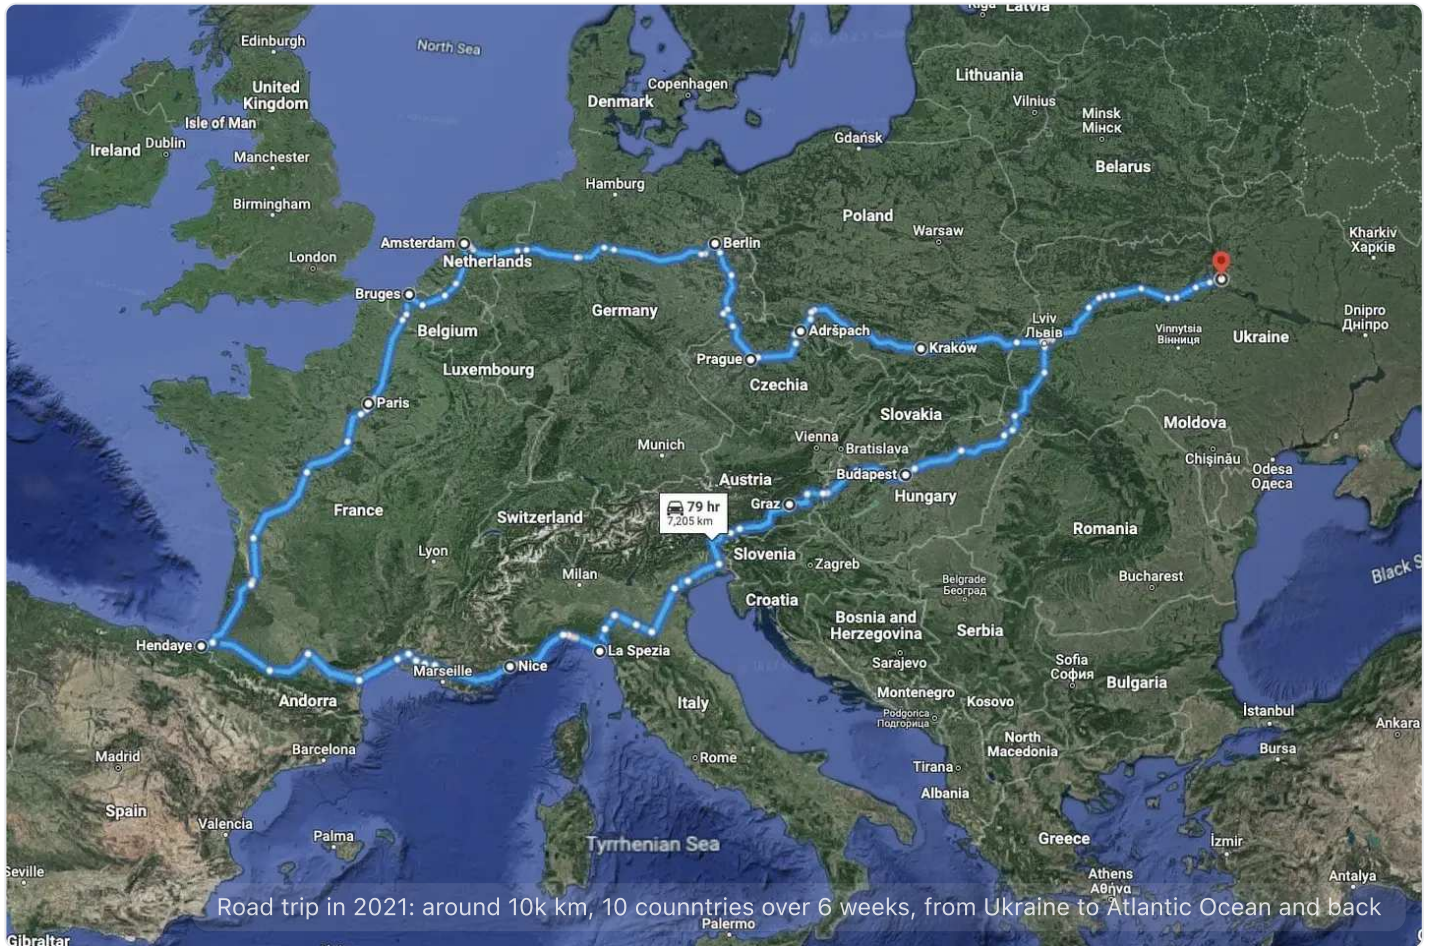 Riga
Latvia
Edinburgh
North Sea
Lithuania
Copenhagen
Denmark
United
Kingdom
Vilnius
Minsk
Мінск
Isle of Man
Dublin
Ireland
Gdańsk
Manchester
Belarus
Hamburg
Birmingham
Poland
Warsaw
Kharkiv
Харків
Amsterdam
Berlin
London
Netherlands
Bruges
Germany
Belgium
Lviv
Львів
Adršpach
Vinnytsia
Вінниця
Ukraine
Dnipro
Дніпро
Kraków
Prague
Luxembourg
Czechia
Paris
Slovakia
Moldova
Vienna
Munich
Bratislava
Chișinău
Odesa
Одеса
Austria
Budapest
Hungary
Graz
79 hr
7,205 km
France
Switzerland
Romania
Lyon
Slovenia
Zagreb
Milan
Belgrade
Београд
Bucharest
Black S
Croatia
Bosnia and
Herzegovina
Serbia
Hendaye
La Spezia
Nice
Marseille
Sarajevo
Sofia
София
Bulgaria
Andorra
Montenegro
Kosovo
Italy
Podgorica
Подгорица
İstanbul
Ankara
North
Macedonia
Barcelona
Madrid
Rome
Bursa
Tirana
Albania
Spain
Valencia
Palma
Tyrrhenian Sea
Greece
İzmir
Seville
Athens
Αθήνα
Antalya
Road trip in 2021: around 10k km, 10 counntries over 6 weeks, from Ukraine to Atlantic Ocean and back
Palermo
Gibraltar